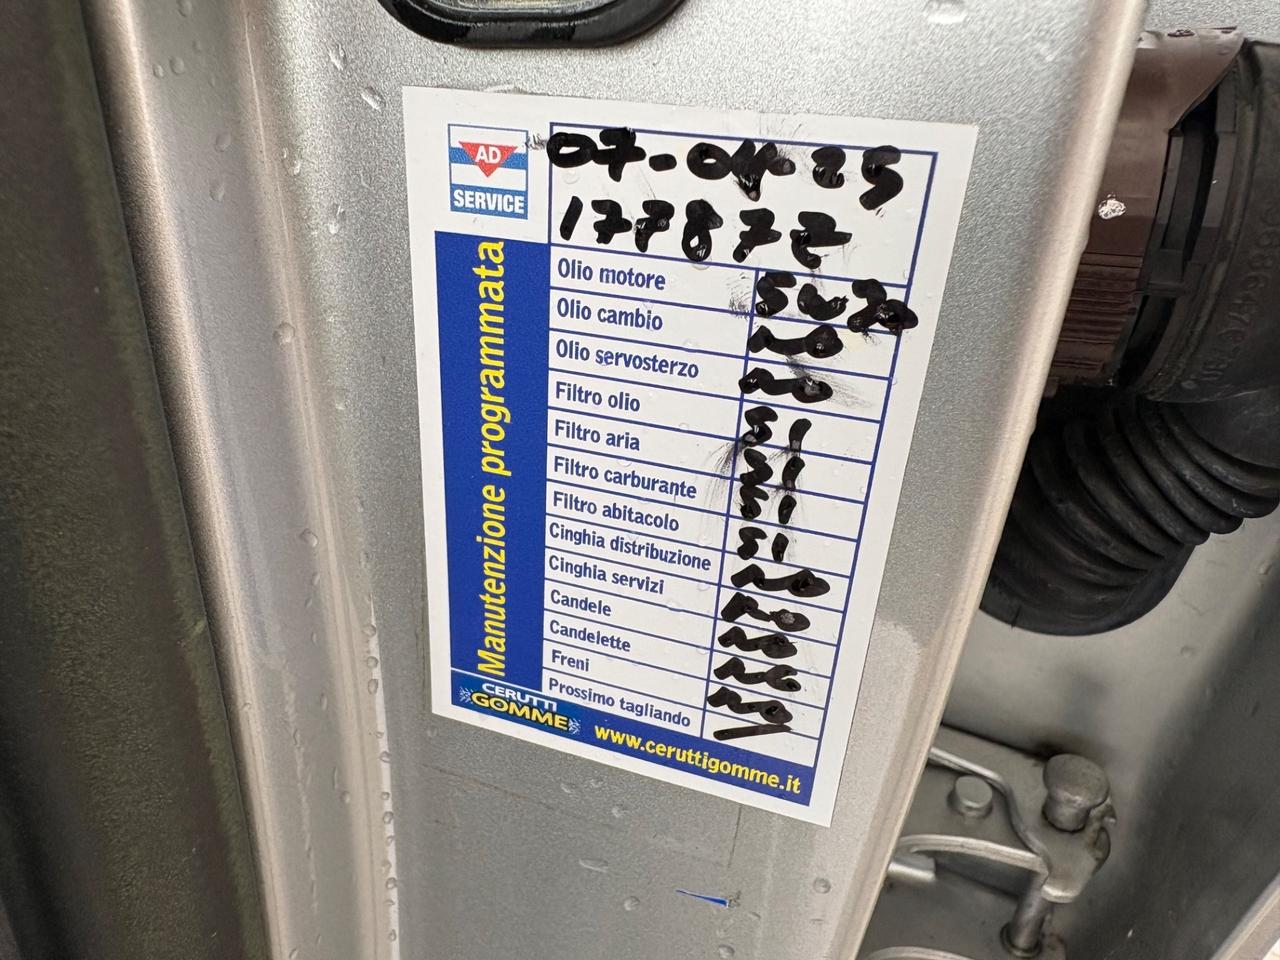 AD
SERVICE
07-04-25
177872
Manutenzione programmata
Olio motore
Olio cambio NO
Olio servosterzo NO
Filtro olio SI
Filtro aria SI
Filtro carburante SI
Filtro abitacolo SI
Cinghia distribuzione NO
Cinghia servizi NO
Candele NO
Candelette NO
Freni NO
Prossimo tagliando
CERUTTI
GOMME
www.ceruttigomme.it